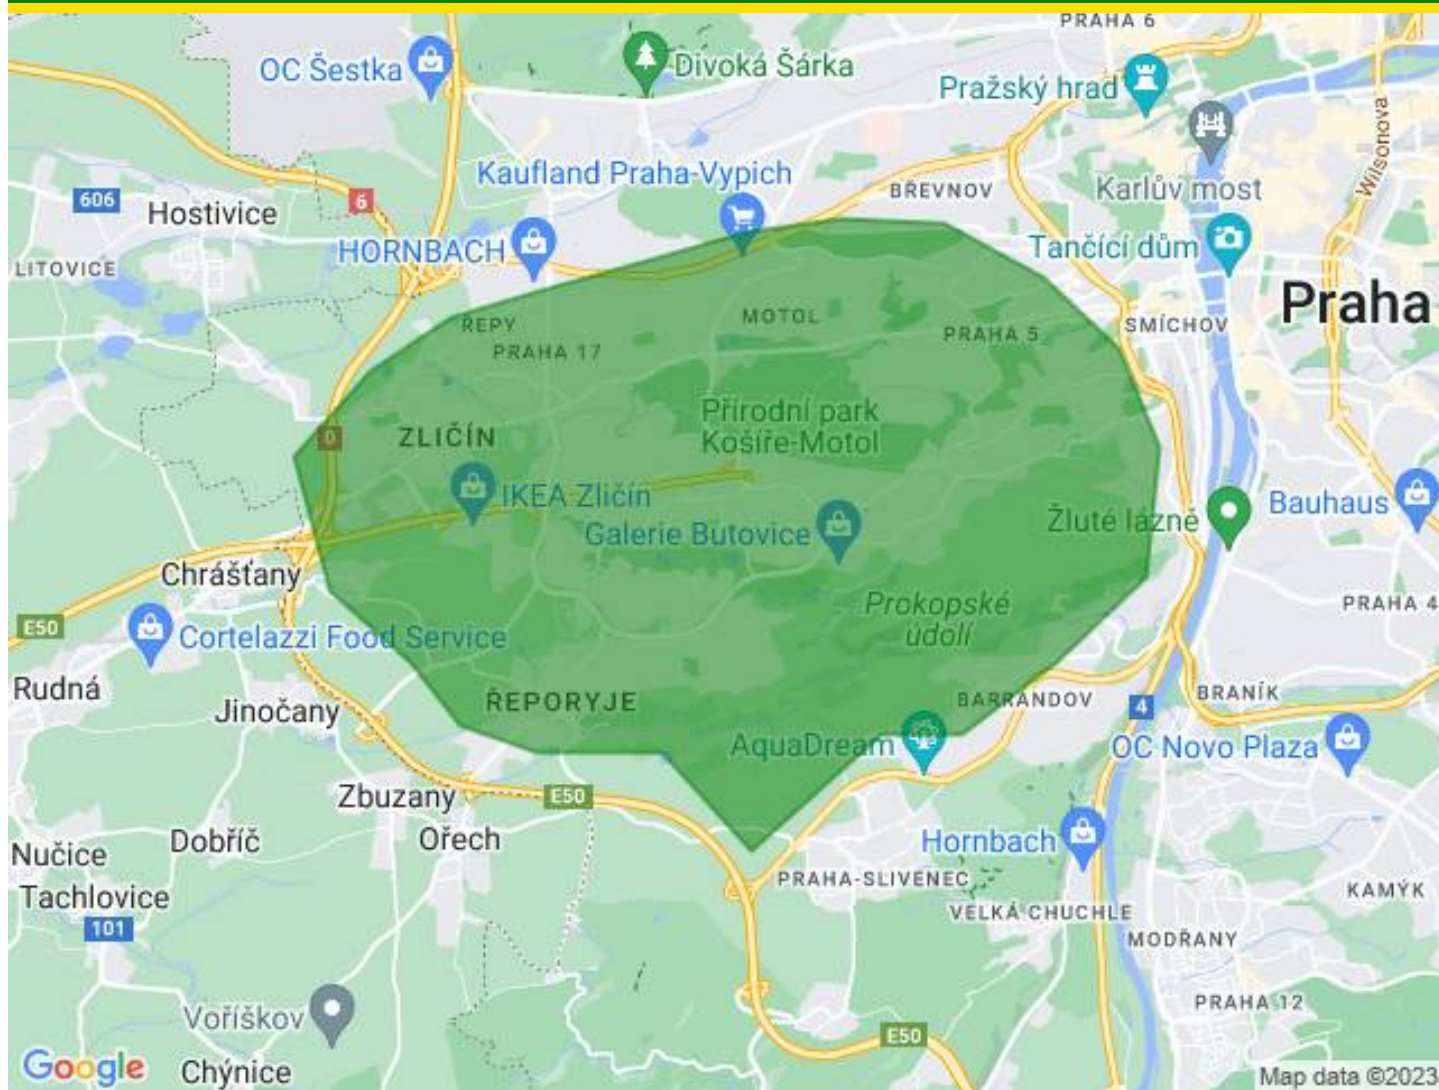 PRAHA 6
OC Šestka
Divoká Šárka
Pražský hrad
Wilsonova
Kaufland Praha-Vypich
BŘEVNOV
Karlův most
606
6
Hostivice
HORNBACH
Tančící dům
LITOVICE
Praha
MOTOL
ŘEPY
PRAHA 5
SMÍCHOV
PRAHA 17
Přírodní park
Košíře-Motol
0
ZLIČÍN
IKEA Zličín
Bauhaus
Galerie Butovice
Žluté lázně
Chrášťany
Prokopské
údolí
PRAHA 4
E50
Cortelazzi Food Service
Rudná
ŘEPORYJE
BARRANDOV
BRANÍK
4
Jinočany
AquaDream
OC Novo Plaza
Zbuzany
E50
Dobříč
Ořech
Hornbach
Nučice
PRAHA-SLIVENEC
Tachlovice
KAMÝK
VELKÁ CHUCHLE
101
MODŘANY
PRAHA 12
Voříškov
E50
Google
Chýnice
Map data ©2023